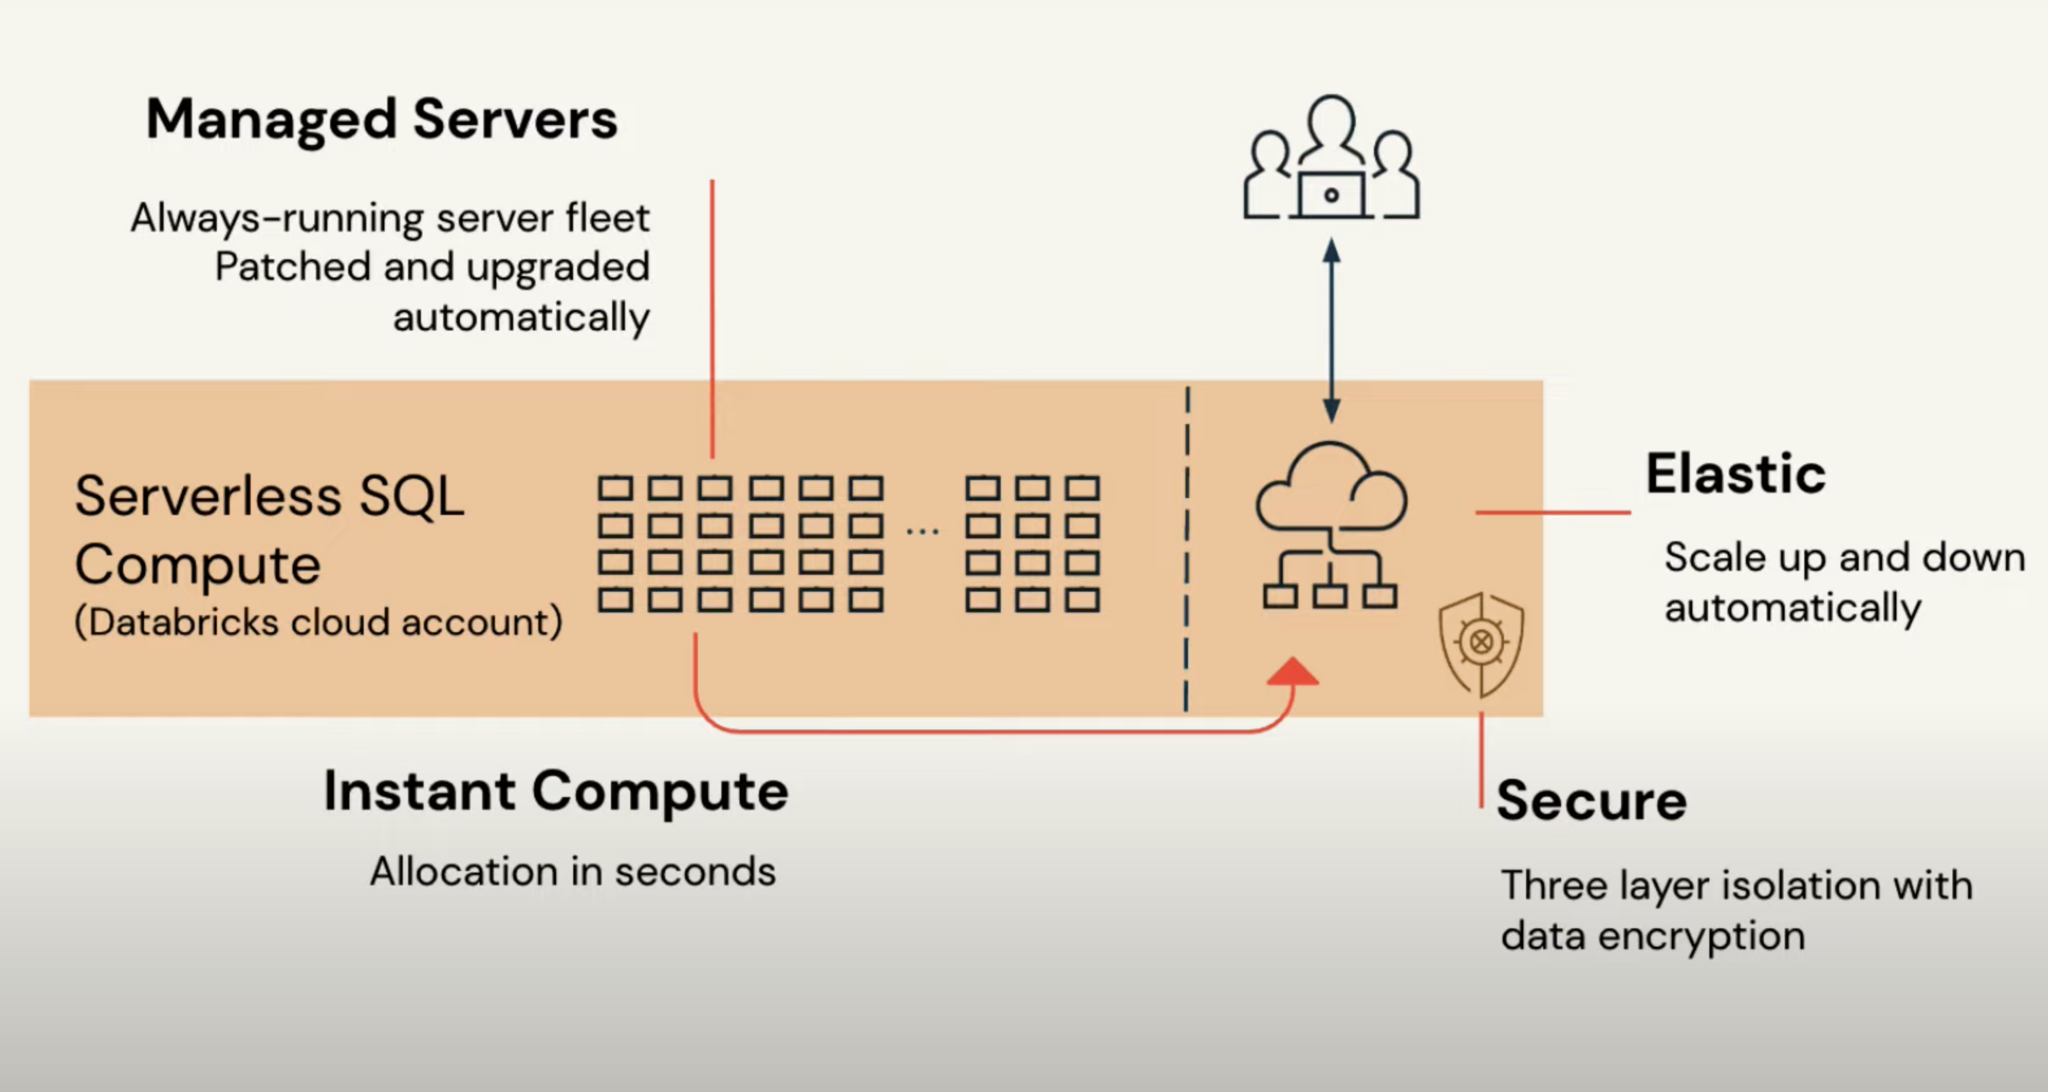 Managed Servers
Always-running server fleet
Patched and upgraded
automatically
Serverless SQL
Compute
(Databricks cloud account)
...
Elastic
Scale up and down
automatically
Instant Compute
Allocation in seconds
Secure
Three layer isolation with
data encryption